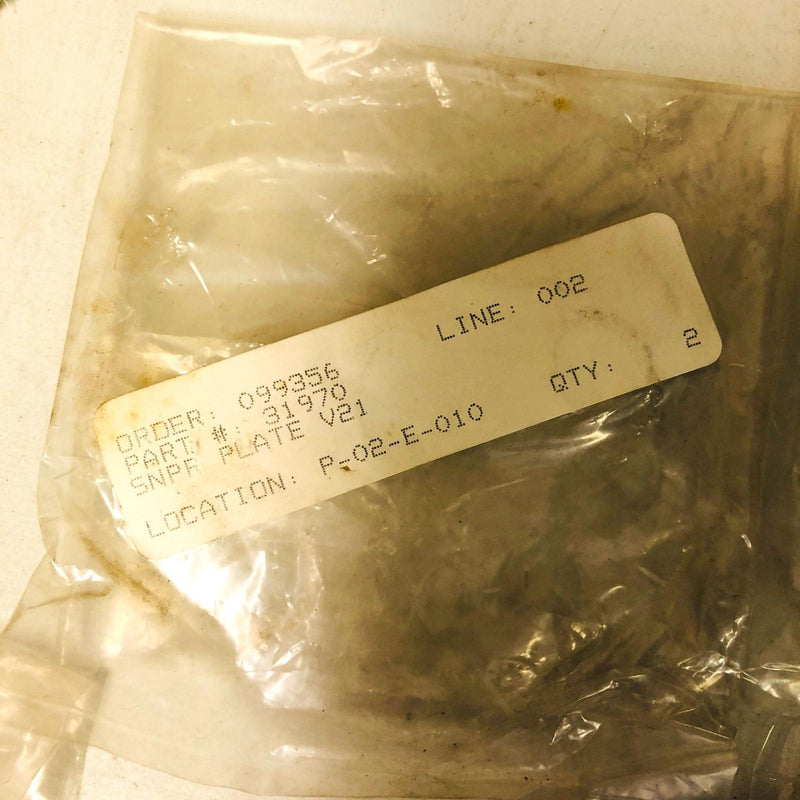 LINE: 002
ORDER: 099356
PART #: 31970
SNPR PLATE V21
QTY: 2
LOCATION: P-02-E-010